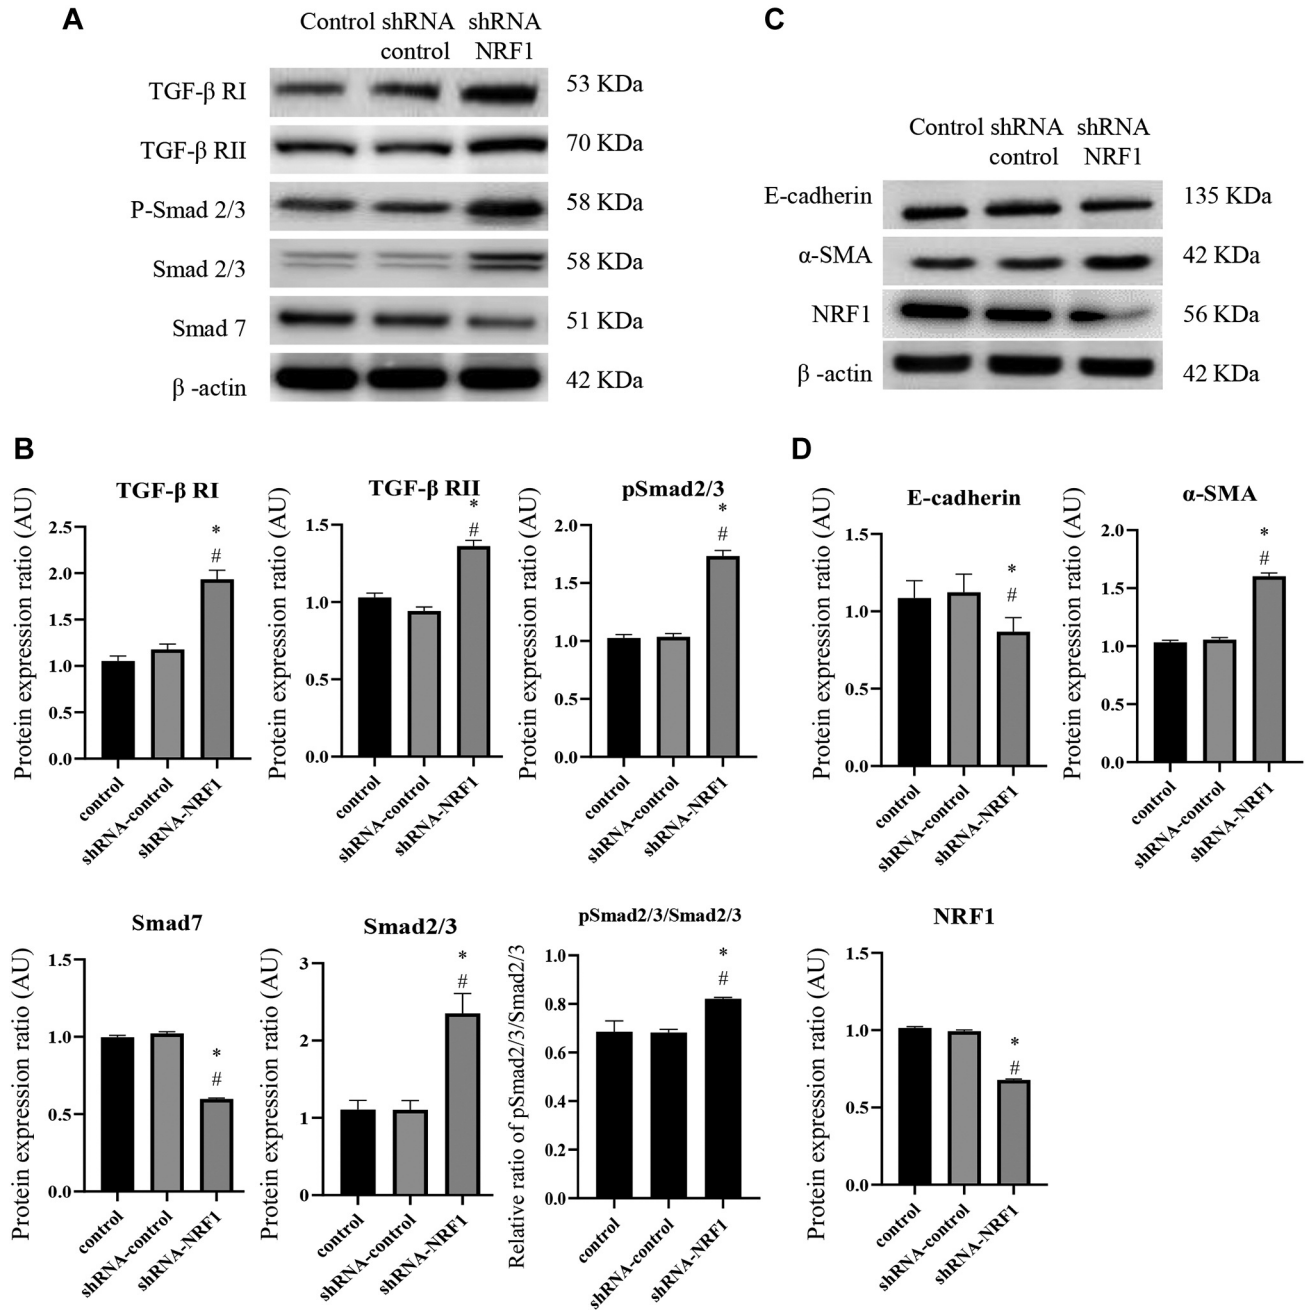 A
Control shRNA shRNA
control NRF1
TGF-β RI 53 KDa
TGF-β RII 70 KDa
P-Smad 2/3 58 KDa
Smad 2/3 58 KDa
Smad 7 51 KDa
β -actin 42 KDa
C
Control shRNA shRNA
control NRF1
E-cadherin 135 KDa
α-SMA 42 KDa
NRF1 56 KDa
β -actin 42 KDa
B
TGF-β RI
Protein expression ratio (AU)
2.5
2.0
1.5
1.0
0.5
0.0
*
#
control
shRNA-control
shRNA-NRF1
TGF-β RII
Protein expression ratio (AU)
1.5
1.0
0.5
0.0
*
#
control
shRNA-control
shRNA-NRF1
pSmad2/3
Protein expression ratio (AU)
2.0
1.5
1.0
0.5
0.0
*
#
control
shRNA-control
shRNA-NRF1
Smad7
Protein expression ratio (AU)
1.5
1.0
0.5
0.0
*
#
control
shRNA-control
shRNA-NRF1
Smad2/3
Protein expression ratio (AU)
3
2
1
0
*
#
control
shRNA-control
shRNA-NRF1
pSmad2/3/Smad2/3
Relative ratio of pSmad2/3/Smad2/3
1.0
0.8
0.6
0.4
0.2
0.0
*
#
control
shRNA-control
shRNA-NRF1
D
E-cadherin
Protein expression ratio (AU)
1.5
1.0
0.5
0.0
*
#
control
shRNA-control
shRNA-NRF1
α-SMA
Protein expression ratio (AU)
2.0
1.5
1.0
0.5
0.0
*
#
control
shRNA-control
shRNA-NRF1
NRF1
Protein expression ratio (AU)
1.5
1.0
0.5
0.0
*
#
control
shRNA-control
shRNA-NRF1